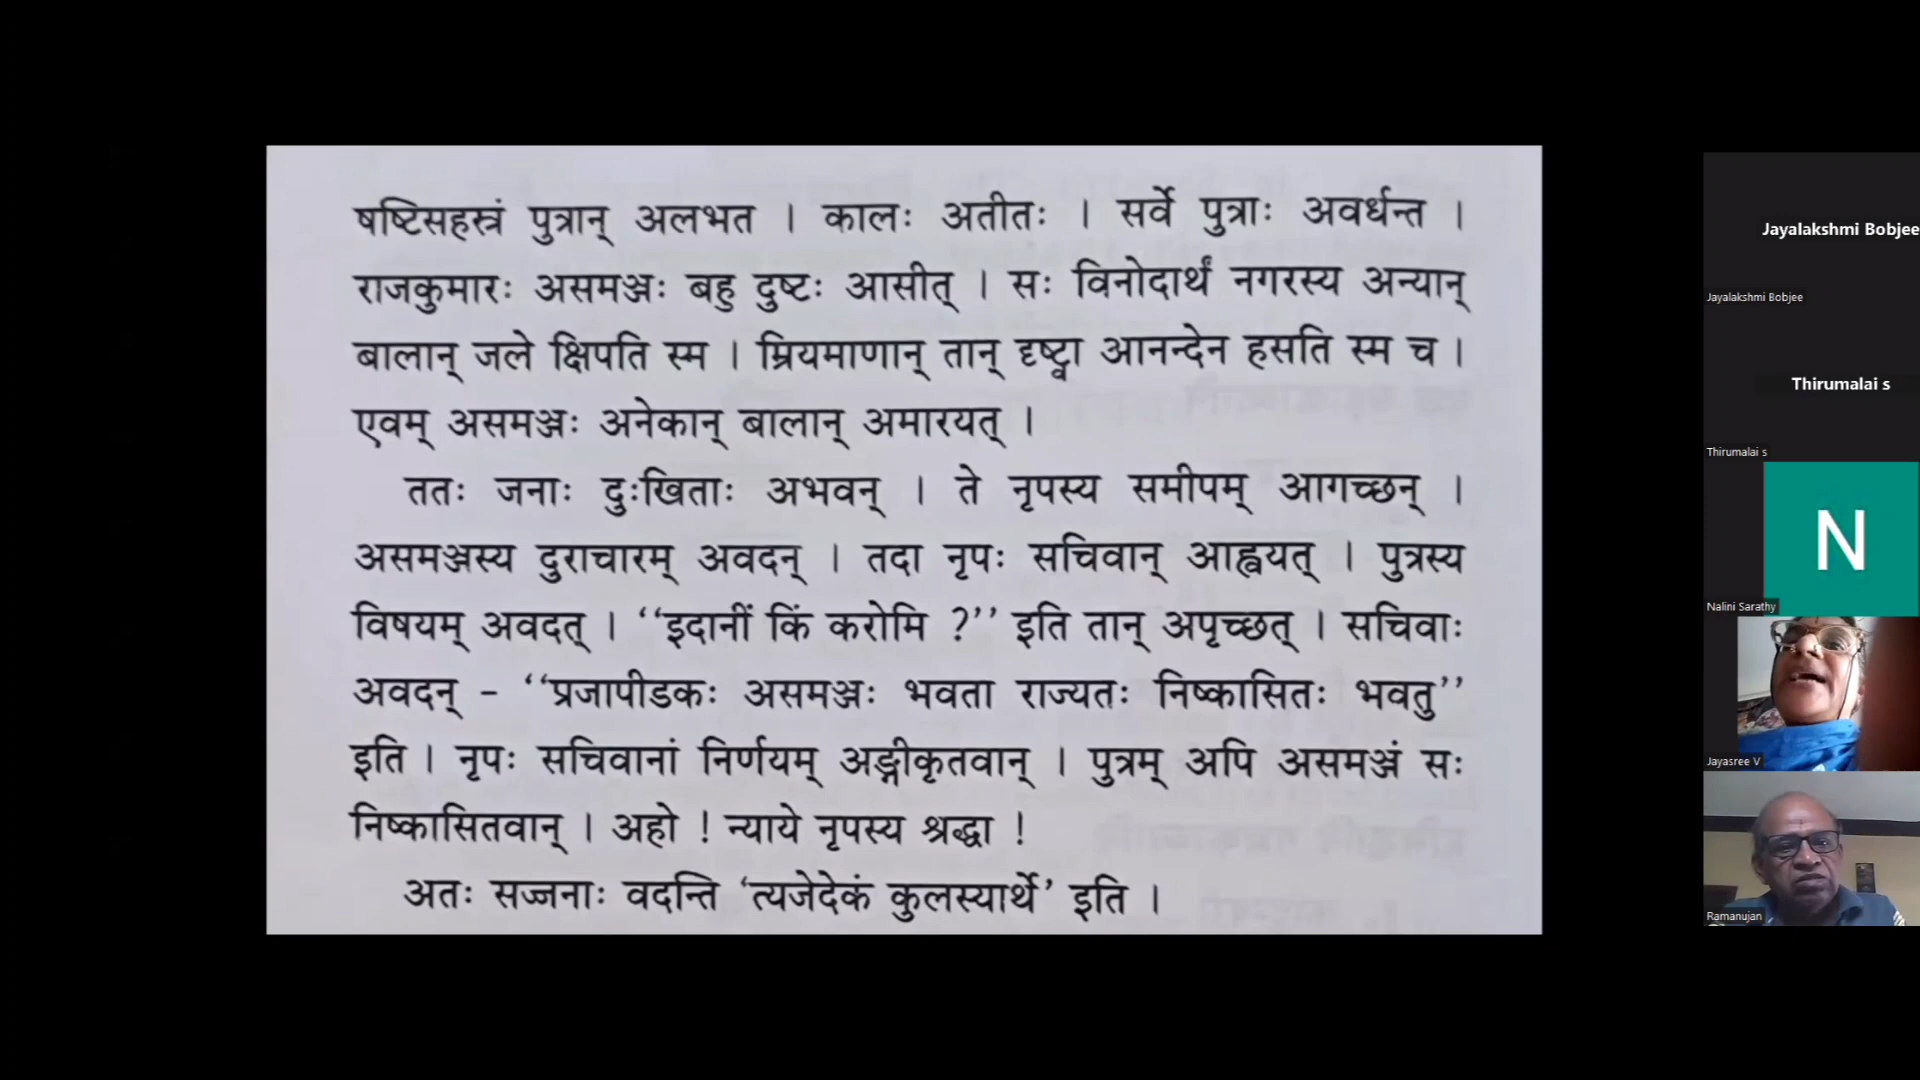 षष्टिसहस्रं पुत्रान् अलभत । कालः अतीतः । सर्वे पुत्राः अवर्धन्त ।
राजकुमारः असमञ्जः बहु दुष्टः आसीत् । सः विनोदार्थं नगरस्य अन्यान्
बालान् जले क्षिपति स्म । म्रियमाणान् तान् दृष्ट्वा आनन्देन हसति स्म च ।
एवम् असमञ्जः अनेकान् बालान् अमारयत् ।
ततः जनाः दुःखिताः अभवन् । ते नृपस्य समीपम् आगच्छन् ।
असमञ्जस्य दुराचारम् अवदन् । तदा नृपः सचिवान् आह्वयत् । पुत्रस्य
विषयम् अवदत् । ‘‘इदानीं किं करोमि ?’’ इति तान् अपृच्छत् । सचिवाः
अवदन् – ‘‘प्रजापीडकः असमञ्जः भवता राज्यतः निष्कासितः भवतु’’
इति । नृपः सचिवानां निर्णयम् अङ्गीकृतवान् । पुत्रम् अपि असमञ्जं सः
निष्कासितवान् । अहो ! न्याये नृपस्य श्रद्धा !
अतः सज्जनाः वदन्ति ‘त्यजेदेकं कुलस्यार्थे’ इति ।
Jayalakshmi Bobjee
Jayalakshmi Bobjee
Thirumalai s
Thirumalai s
N
Nalini Sarathy
Jayasree V
Ramanujan